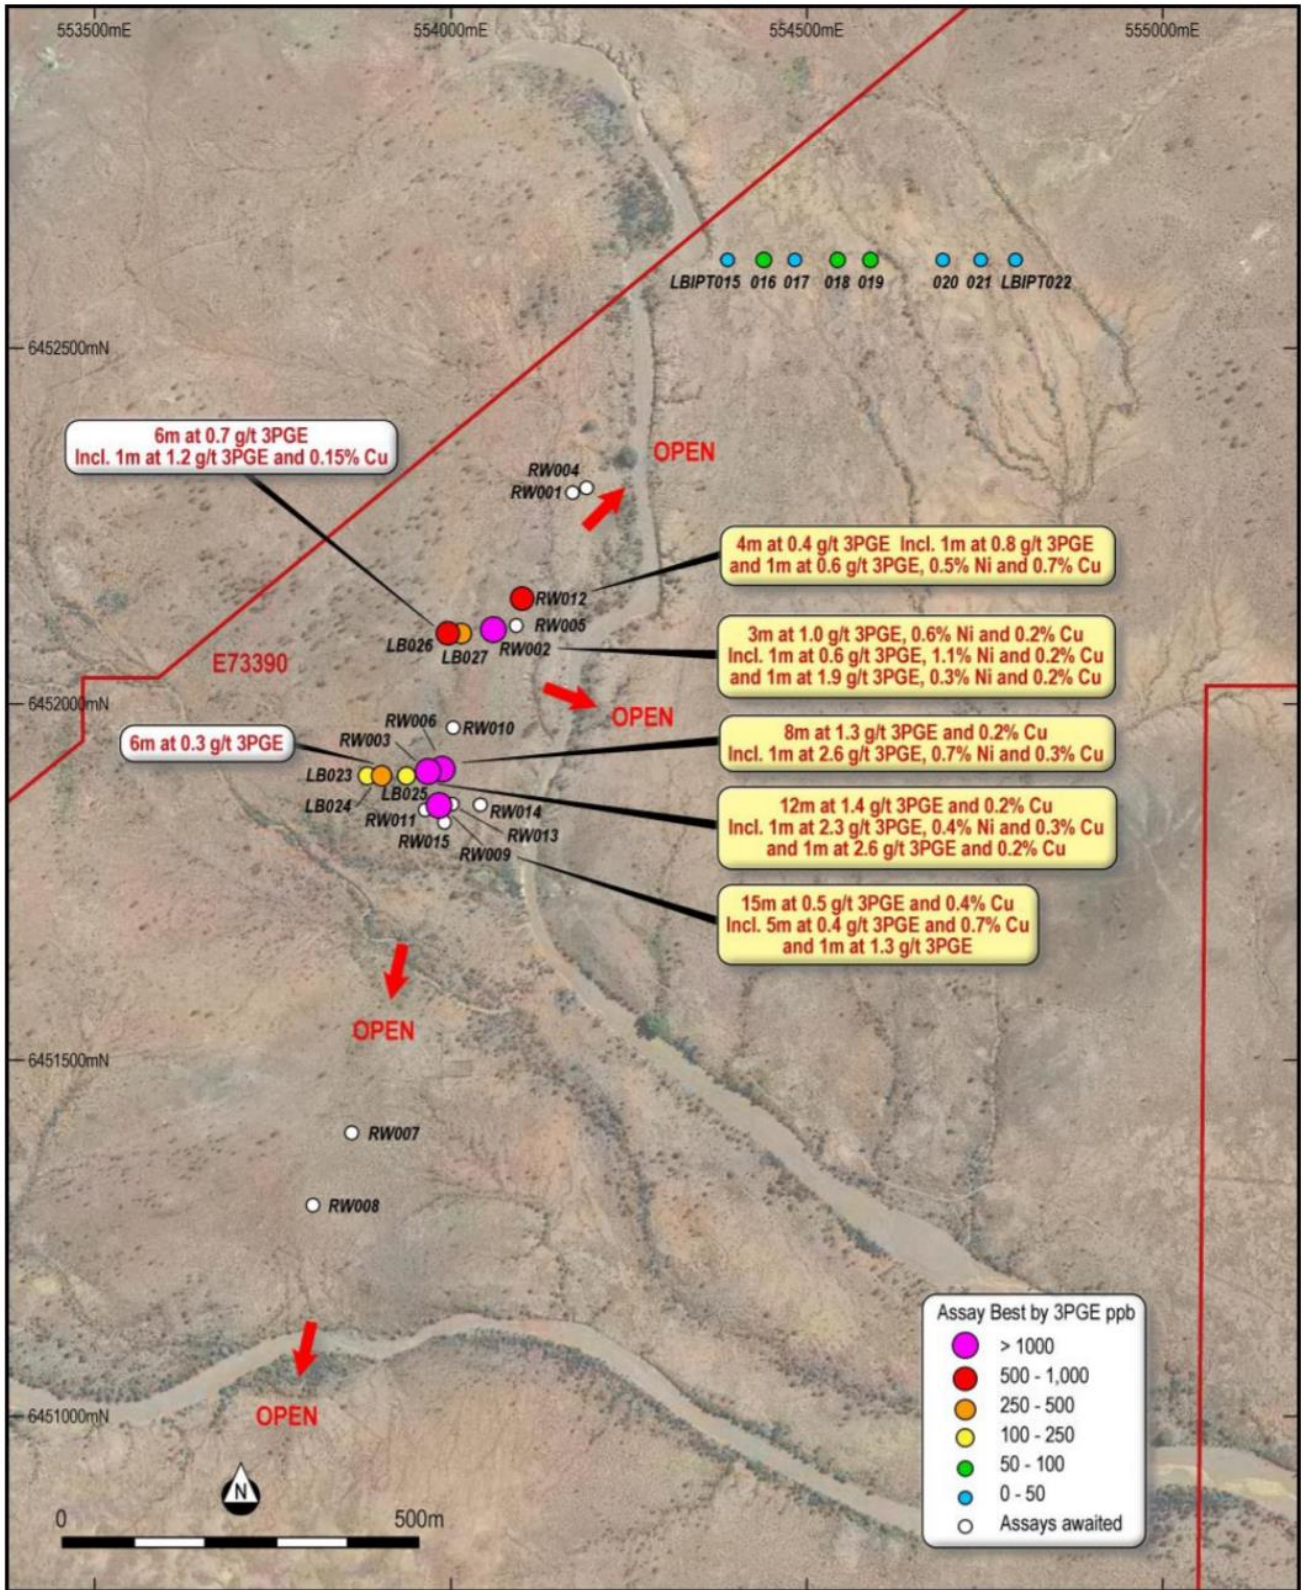 553500mE
554000mE
554500mE
555000mE
LBIPT015 016 017 018 019 020 021 LBIPT022
6452500mN
6m at 0.7 g/t 3PGE
Incl. 1m at 1.2 g/t 3PGE and 0.15% Cu
OPEN
RW004
RW001
4m at 0.4 g/t 3PGE Incl. 1m at 0.8 g/t 3PGE
and 1m at 0.6 g/t 3PGE, 0.5% Ni and 0.7% Cu
RW012
RW005
LB026
LB027
RW002
3m at 1.0 g/t 3PGE, 0.6% Ni and 0.2% Cu
Incl. 1m at 0.6 g/t 3PGE, 1.1% Ni and 0.2% Cu
and 1m at 1.9 g/t 3PGE, 0.3% Ni and 0.2% Cu
E73390
6452000mN
OPEN
RW006
RW010
RW003
6m at 0.3 g/t 3PGE
8m at 1.3 g/t 3PGE and 0.2% Cu
Incl. 1m at 2.6 g/t 3PGE, 0.7% Ni and 0.3% Cu
LB023
LB025
LB024
RW011
RW014
RW013
RW015
RW009
12m at 1.4 g/t 3PGE and 0.2% Cu
Incl. 1m at 2.3 g/t 3PGE, 0.4% Ni and 0.3% Cu
and 1m at 2.6 g/t 3PGE and 0.2% Cu
15m at 0.5 g/t 3PGE and 0.4% Cu
Incl. 5m at 0.4 g/t 3PGE and 0.7% Cu
and 1m at 1.3 g/t 3PGE
OPEN
6451500mN
RW007
RW008
OPEN
6451000mN
N
0 500m
Assay Best by 3PGE ppb
> 1000
500 - 1,000
250 - 500
100 - 250
50 - 100
0 - 50
Assays awaited